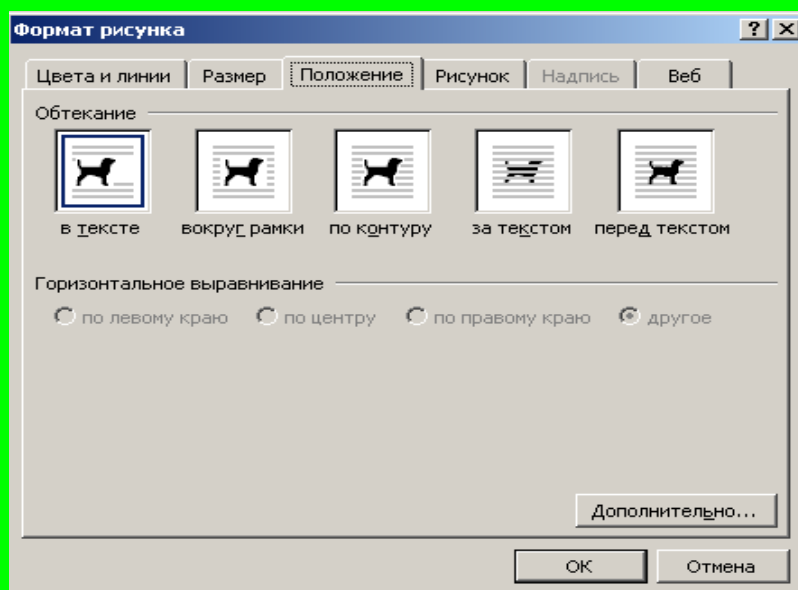 Формат рисунка
Цвета и линии Размер Положение Рисунок Надпись Веб
Обтекание
в тексте вокруг рамки по контуру за текстом перед текстом
Горизонтальное выравнивание
по левому краю по центру по правому краю другое
Дополнительно...
ОК Отмена